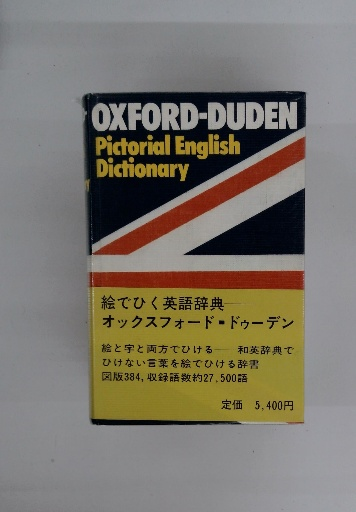 OXFORD-DUDEN
Pictorial English
Dictionary
絵でひく英語辞典──
オックスフォード＝ドゥーデン
絵と字と両方でひける──和英辞典で
ひけない言葉を絵でひける辞書
図版384，収録語数約27,500語
定価 5,400円